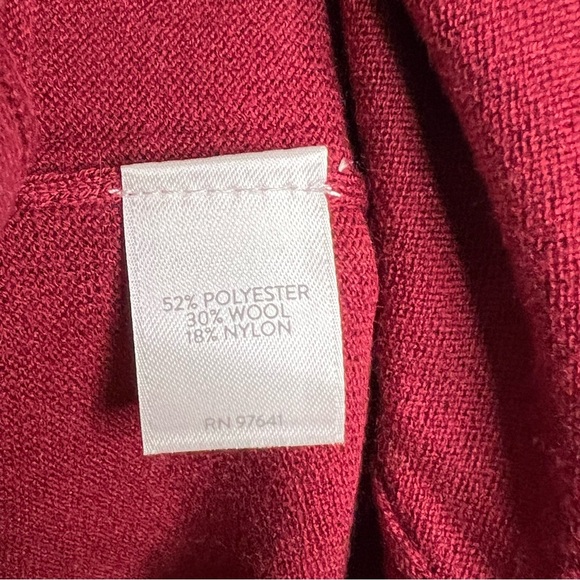 52% POLYESTER
30% WOOL
18% NYLON
RN 97641